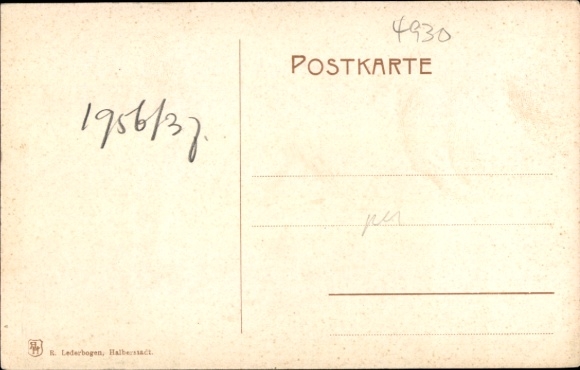 4930
POSTKARTE
1956/37.
R. Lederbogen, Halberstadt.